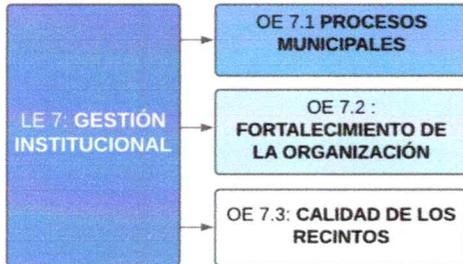 LE 7: GESTIÓN
INSTITUCIONAL
OE 7.1 PROCESOS
MUNICIPALES
OE 7.2 :
FORTALECIMIENTO DE
LA ORGANIZACIÓN
OE 7.3: CALIDAD DE LOS
RECINTOS